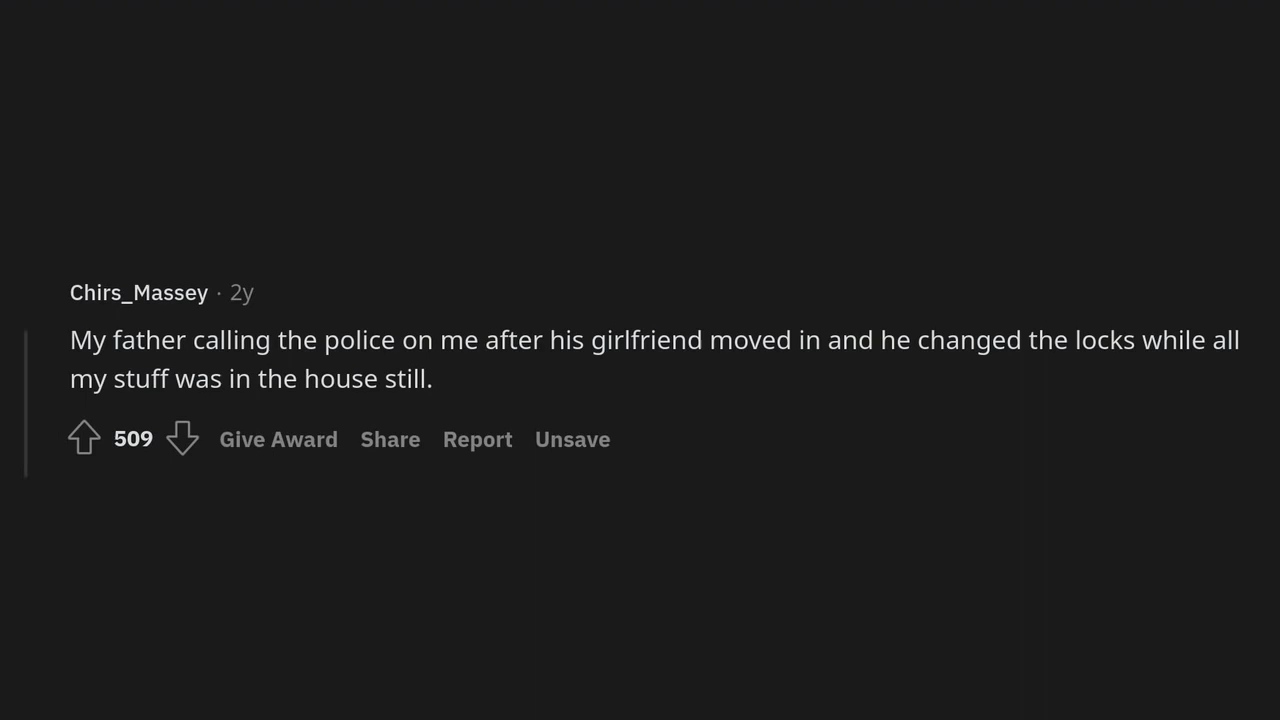 Chirs_Massey · 2y
My father calling the police on me after his girlfriend moved in and he changed the locks while all
my stuff was in the house still.
509 Give Award Share Report Unsave